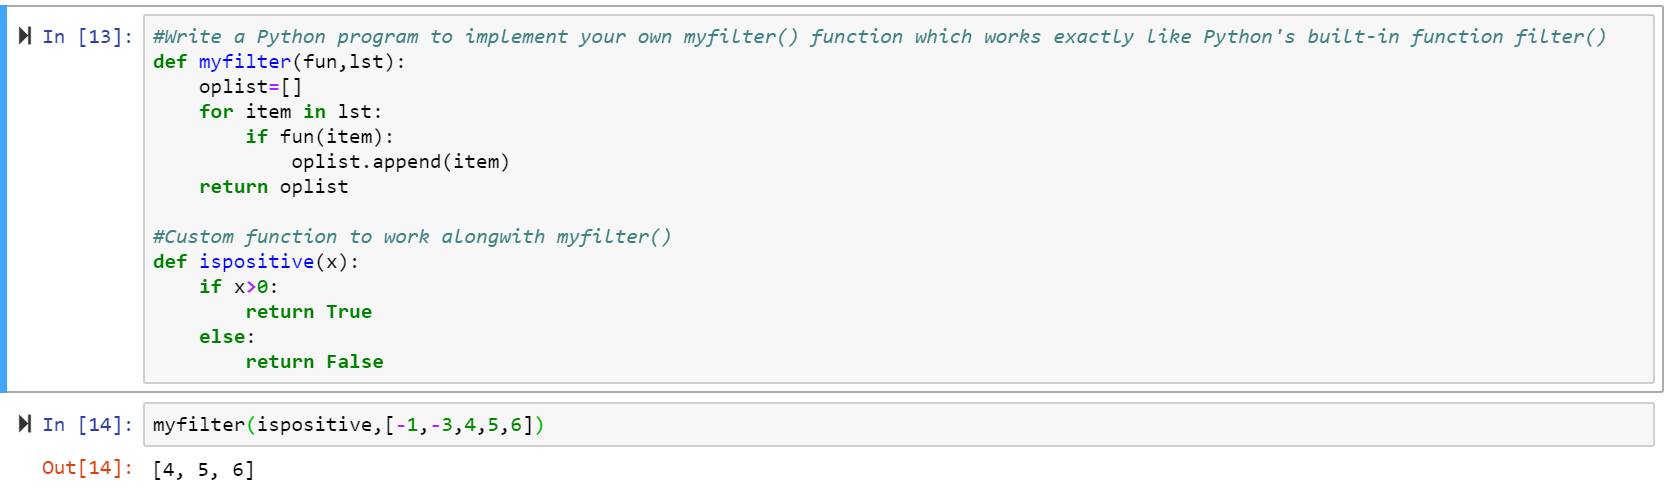 In [13]: #Write a Python program to implement your own myfilter() function which works exactly like Python's built-in function filter()
def myfilter(fun,lst):
    oplist=[]
    for item in lst:
        if fun(item):
            oplist.append(item)
    return oplist

#Custom function to work alongwith myfilter()
def ispositive(x):
    if x>0:
        return True
    else:
        return False
In [14]: myfilter(ispositive,[-1,-3,4,5,6])
Out[14]: [4, 5, 6]